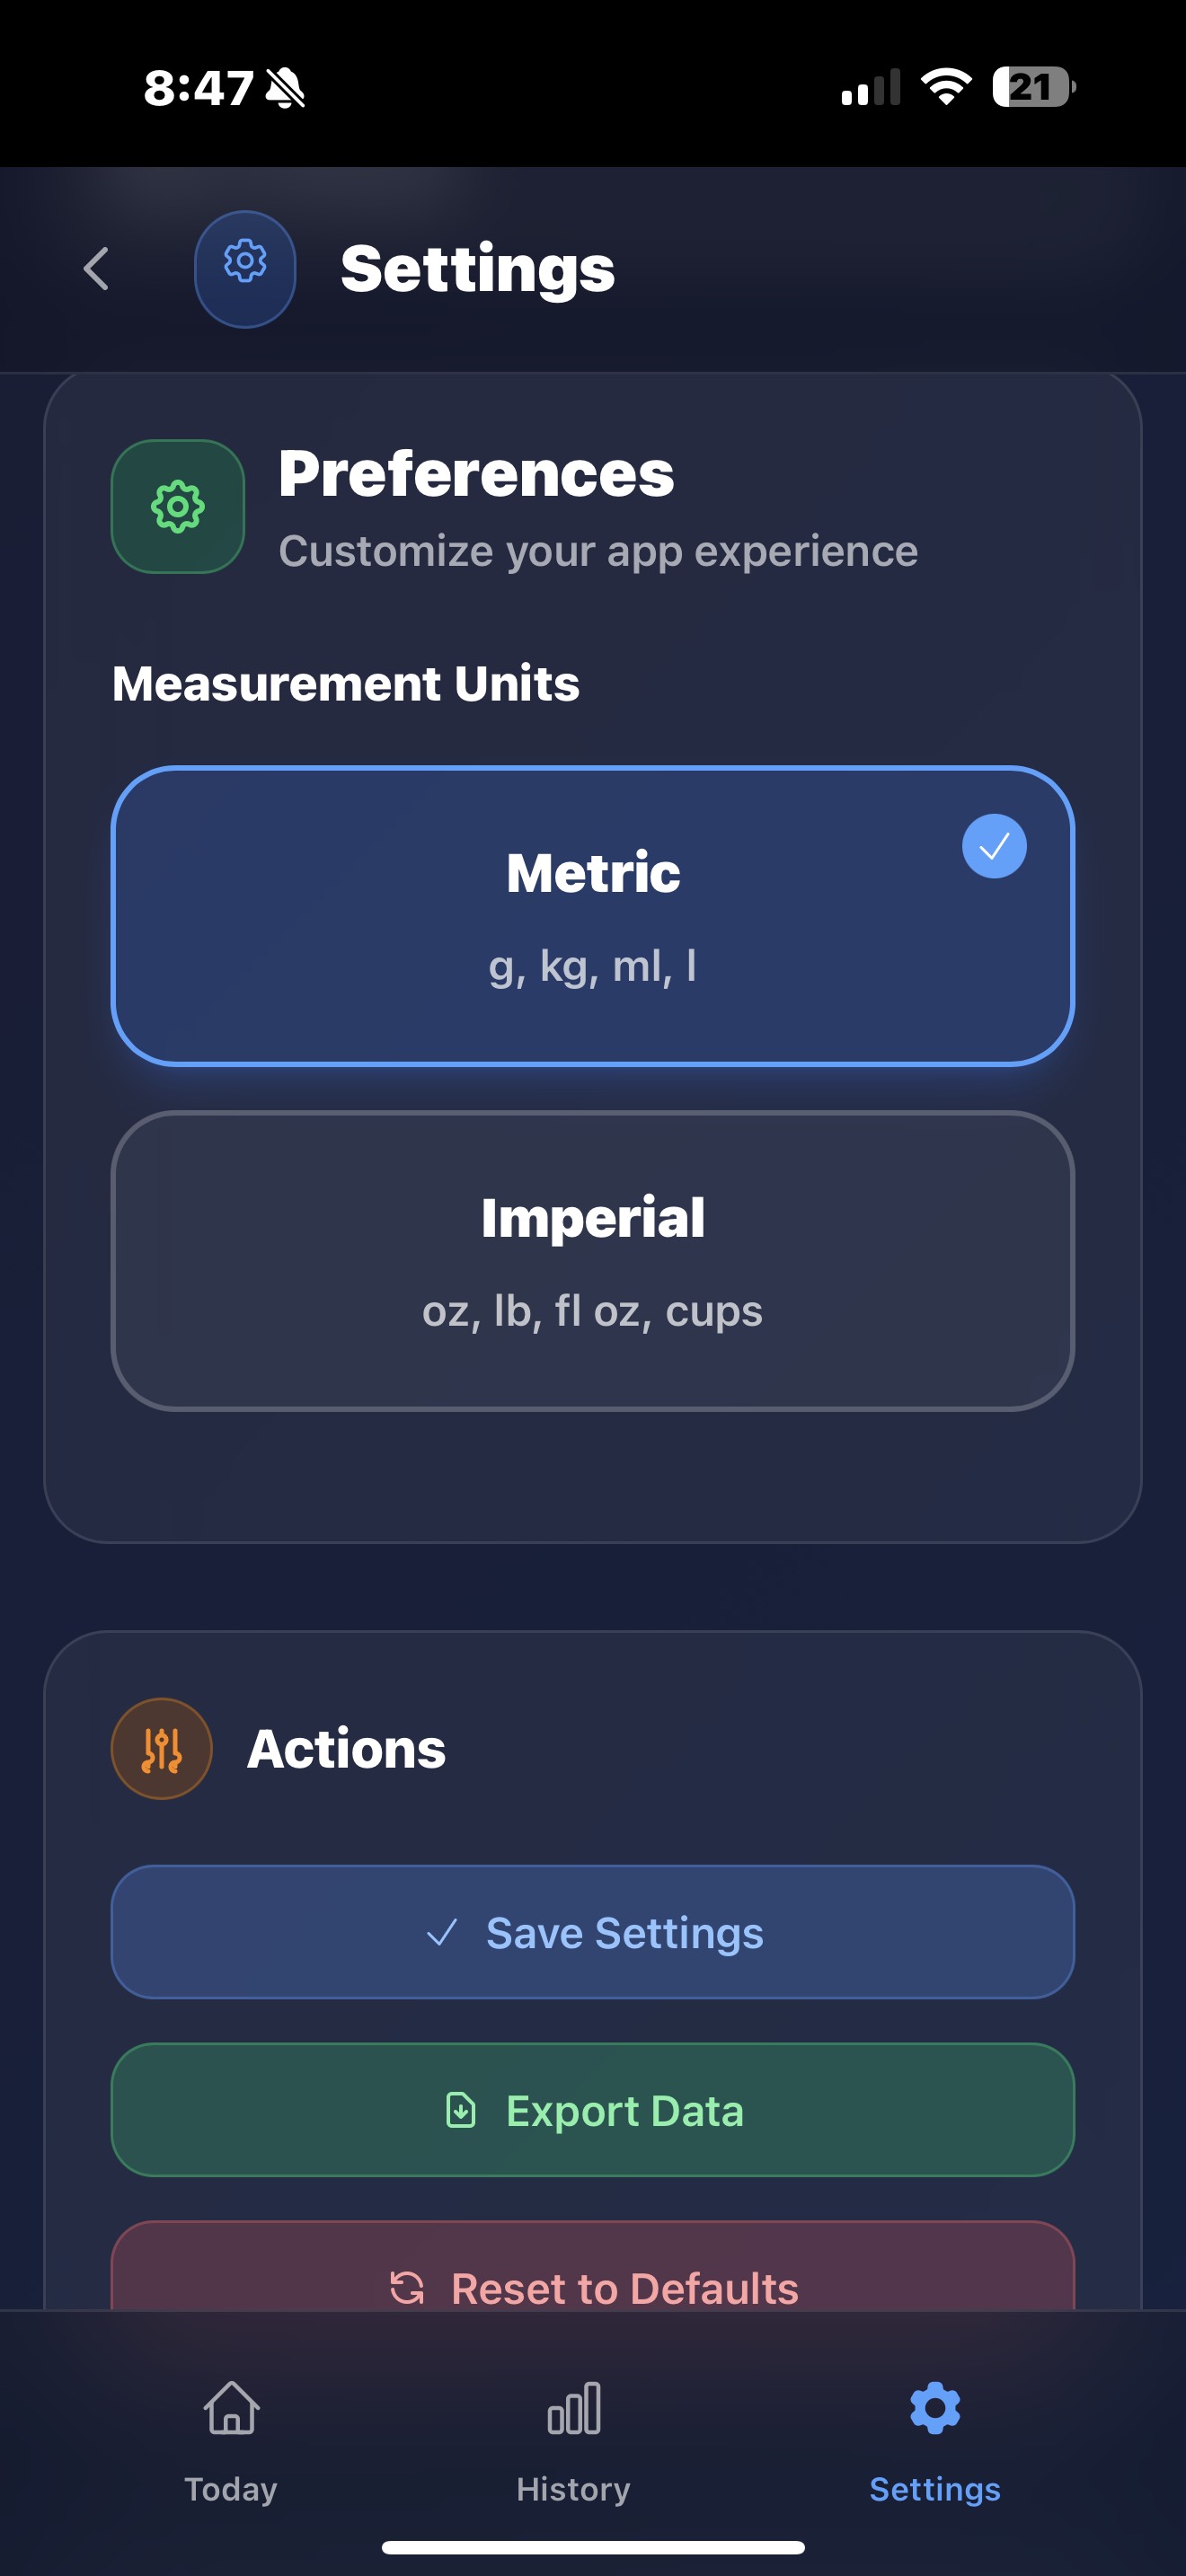 8:47
21
Settings
Preferences
Customize your app experience
Measurement Units
Metric
g, kg, ml, l
Imperial
oz, lb, fl oz, cups
Actions
Save Settings
Export Data
Reset to Defaults
Today
History
Settings